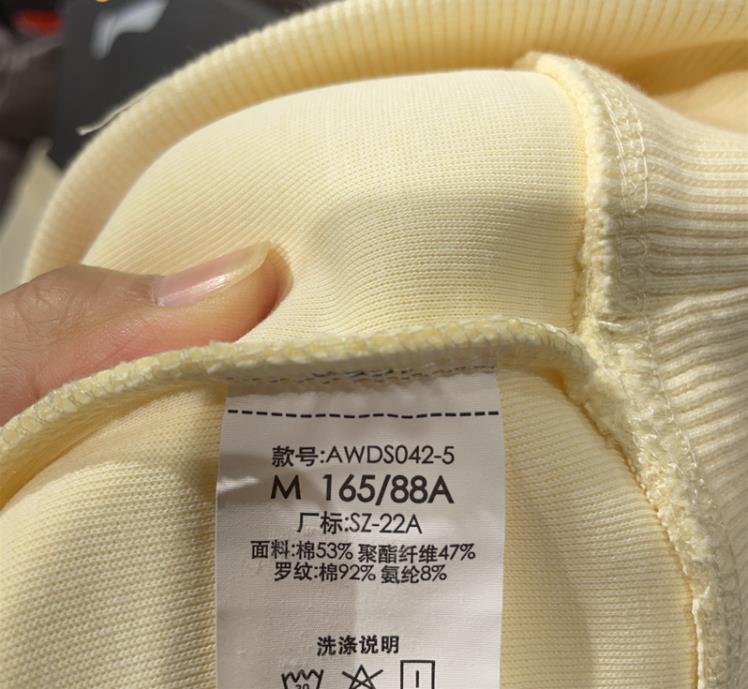 款号:AWDS042-5
M 165/88A
厂标:SZ-22A
面料:棉53% 聚酯纤维47%
罗纹:棉92% 氨纶8%
洗涤说明
30